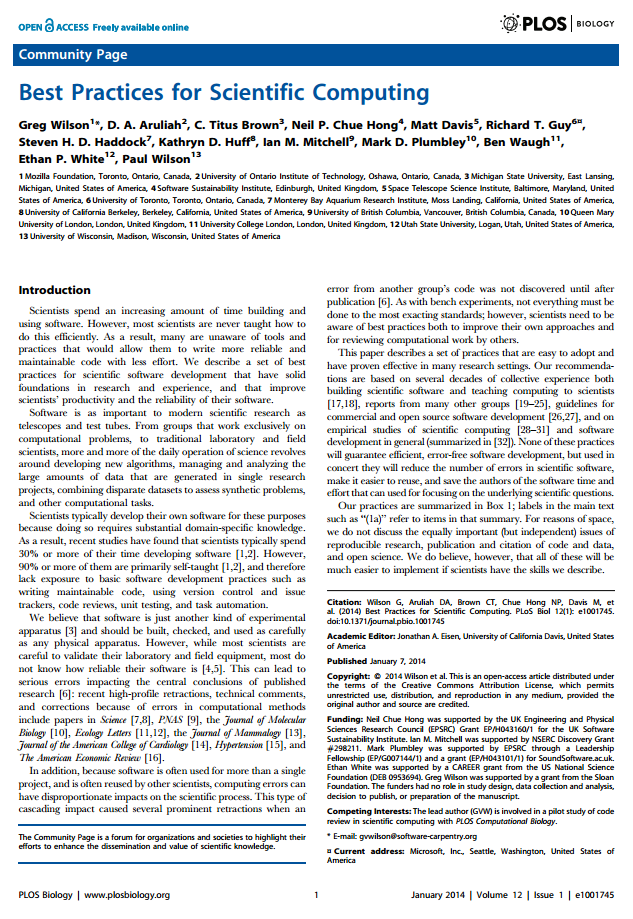 OPEN ACCESS Freely available online
PLOS BIOLOGY
Community Page
Best Practices for Scientific Computing
Greg Wilson1*, D. A. Aruliah2, C. Titus Brown3, Neil P. Chue Hong4, Matt Davis5, Richard T. Guy6¤,
Steven H. D. Haddock7, Kathryn D. Huff8, Ian M. Mitchell9, Mark D. Plumbley10, Ben Waugh11,
Ethan P. White12, Paul Wilson13
1 Mozilla Foundation, Toronto, Ontario, Canada, 2 University of Ontario Institute of Technology, Oshawa, Ontario, Canada, 3 Michigan State University, East Lansing,
Michigan, United States of America, 4 Software Sustainability Institute, Edinburgh, United Kingdom, 5 Space Telescope Science Institute, Baltimore, Maryland, United
States of America, 6 University of Toronto, Toronto, Ontario, Canada, 7 Monterey Bay Aquarium Research Institute, Moss Landing, California, United States of America,
8 University of California Berkeley, Berkeley, California, United States of America, 9 University of British Columbia, Vancouver, British Columbia, Canada, 10 Queen Mary
University of London, London, United Kingdom, 11 University College London, London, United Kingdom, 12 Utah State University, Logan, Utah, United States of America,
13 University of Wisconsin, Madison, Wisconsin, United States of America
Introduction
Scientists spend an increasing amount of time building and
using software. However, most scientists are never taught how to
do this efficiently. As a result, many are unaware of tools and
practices that would allow them to write more reliable and
maintainable code with less effort. We describe a set of best
practices for scientific software development that have solid
foundations in research and experience, and that improve
scientists' productivity and the reliability of their software.
Software is as important to modern scientific research as
telescopes and test tubes. From groups that work exclusively on
computational problems, to traditional laboratory and field
scientists, more and more of the daily operation of science revolves
around developing new algorithms, managing and analyzing the
large amounts of data that are generated in single research
projects, combining disparate datasets to assess synthetic problems,
and other computational tasks.
Scientists typically develop their own software for these purposes
because doing so requires substantial domain-specific knowledge.
As a result, recent studies have found that scientists typically spend
30% or more of their time developing software [1,2]. However,
90% or more of them are primarily self-taught [1,2], and therefore
lack exposure to basic software development practices such as
writing maintainable code, using version control and issue
trackers, code reviews, unit testing, and task automation.
We believe that software is just another kind of experimental
apparatus [3] and should be built, checked, and used as carefully
as any physical apparatus. However, while most scientists are
careful to validate their laboratory and field equipment, most do
not know how reliable their software is [4,5]. This can lead to
serious errors impacting the central conclusions of published
research [6]: recent high-profile retractions, technical comments,
and corrections because of errors in computational methods
include papers in Science [7,8], PNAS [9], the Journal of Molecular
Biology [10], Ecology Letters [11,12], the Journal of Mammalogy [13],
Journal of the American College of Cardiology [14], Hypertension [15], and
The American Economic Review [16].
In addition, because software is often used for more than a single
project, and is often reused by other scientists, computing errors can
have disproportionate impacts on the scientific process. This type of
cascading impact caused several prominent retractions when an
The Community Page is a forum for organizations and societies to highlight their
efforts to enhance the dissemination and value of scientific knowledge.
error from another group's code was not discovered until after
publication [6]. As with bench experiments, not everything must be
done to the most exacting standards; however, scientists need to be
aware of best practices both to improve their own approaches and
for reviewing computational work by others.
This paper describes a set of practices that are easy to adopt and
have proven effective in many research settings. Our recommenda-
tions are based on several decades of collective experience both
building scientific software and teaching computing to scientists
[17,18], reports from many other groups [19–25], guidelines for
commercial and open source software development [26,27], and on
empirical studies of scientific computing [28–31] and software
development in general (summarized in [32]). None of these practices
will guarantee efficient, error-free software development, but used in
concert they will reduce the number of errors in scientific software,
make it easier to reuse, and save the authors of the software time and
effort that can used for focusing on the underlying scientific questions.
Our practices are summarized in Box 1; labels in the main text
such as "(1a)" refer to items in that summary. For reasons of space,
we do not discuss the equally important (but independent) issues of
reproducible research, publication and citation of code and data,
and open science. We do believe, however, that all of these will be
much easier to implement if scientists have the skills we describe.
Citation: Wilson G, Aruliah DA, Brown CT, Chue Hong NP, Davis M, et
al. (2014) Best Practices for Scientific Computing. PLoS Biol 12(1): e1001745.
doi:10.1371/journal.pbio.1001745
Academic Editor: Jonathan A. Eisen, University of California Davis, United States
of America
Published January 7, 2014
Copyright: © 2014 Wilson et al. This is an open-access article distributed under
the terms of the Creative Commons Attribution License, which permits
unrestricted use, distribution, and reproduction in any medium, provided the
original author and source are credited.
Funding: Neil Chue Hong was supported by the UK Engineering and Physical
Sciences Research Council (EPSRC) Grant EP/H043160/1 for the UK Software
Sustainability Institute. Ian M. Mitchell was supported by NSERC Discovery Grant
#298211. Mark Plumbley was supported by EPSRC through a Leadership
Fellowship (EP/G007144/1) and a grant (EP/H043101/1) for SoundSoftware.ac.uk.
Ethan White was supported by a CAREER grant from the US National Science
Foundation (DEB 0953694). Greg Wilson was supported by a grant from the Sloan
Foundation. The funders had no role in study design, data collection and analysis,
decision to publish, or preparation of the manuscript.
Competing Interests: The lead author (GVW) is involved in a pilot study of code
review in scientific computing with PLOS Computational Biology.
* E-mail: gvwilson@software-carpentry.org
¤ Current address: Microsoft, Inc., Seattle, Washington, United States of
America
PLOS Biology | www.plosbiology.org
1
January 2014 | Volume 12 | Issue 1 | e1001745